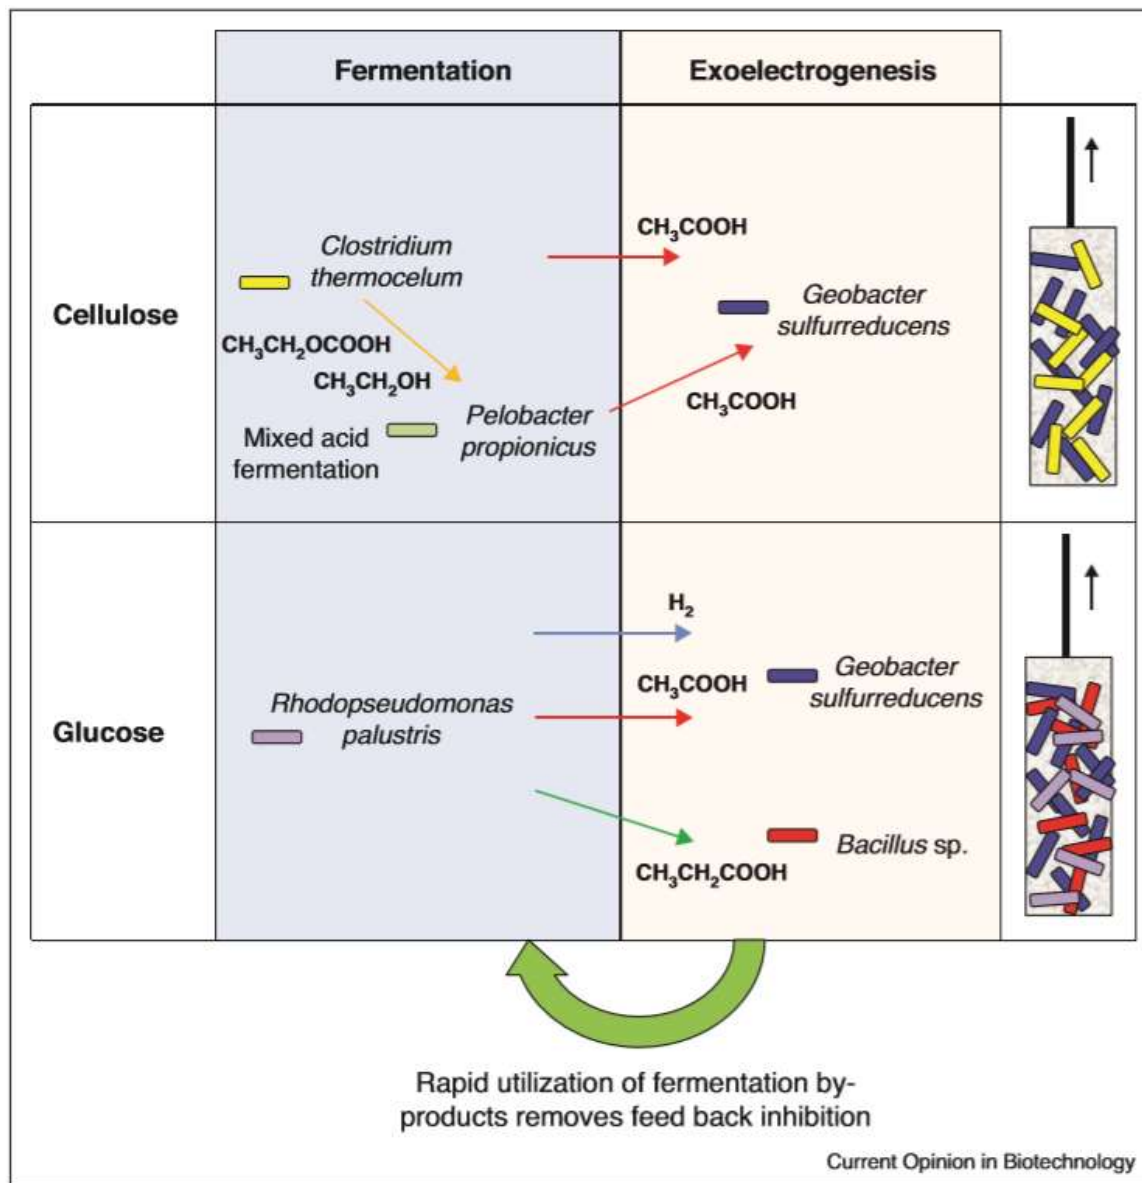 Fermentation
Exoelectrogenesis
Cellulose
Clostridium
thermocelum
CH₃CH₂OCOOH
CH₃CH₂OH
Mixed acid
fermentation
Pelobacter
propionicus
CH₃COOH
Geobacter
sulfurreducens
CH₃COOH
Glucose
Rhodopseudomonas
palustris
H₂
CH₃COOH
Geobacter
sulfurreducens
Bacillus sp.
CH₃CH₂COOH
Rapid utilization of fermentation by-
products removes feed back inhibition
Current Opinion in Biotechnology